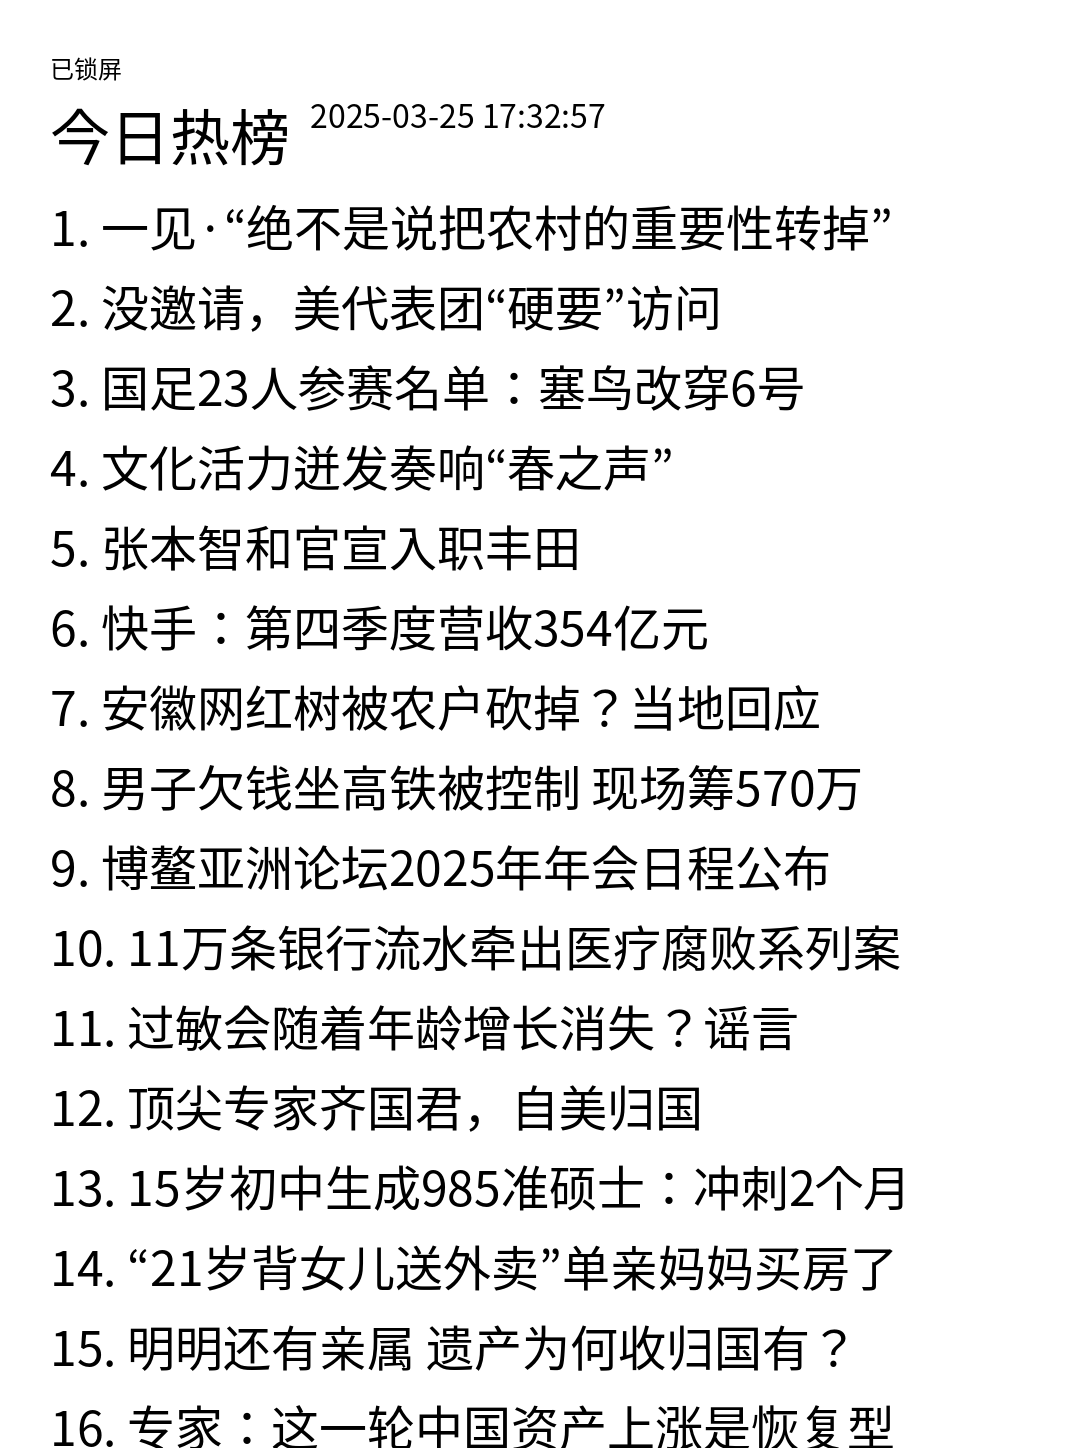 已锁屏
今日热榜 2025-03-25 17:32:57
1. 一见·“绝不是说把农村的重要性转掉”
2. 没邀请，美代表团“硬要”访问
3. 国足23人参赛名单：塞鸟改穿6号
4. 文化活力迸发奏响“春之声”
5. 张本智和官宣入职丰田
6. 快手：第四季度营收354亿元
7. 安徽网红树被农户砍掉？当地回应
8. 男子欠钱坐高铁被控制 现场筹570万
9. 博鳌亚洲论坛2025年年会日程公布
10. 11万条银行流水牵出医疗腐败系列案
11. 过敏会随着年龄增长消失？谣言
12. 顶尖专家齐国君，自美归国
13. 15岁初中生成985准硕士：冲刺2个月
14. “21岁背女儿送外卖”单亲妈妈买房了
15. 明明还有亲属 遗产为何收归国有？
16. 专家：这一轮中国资产上涨是恢复型